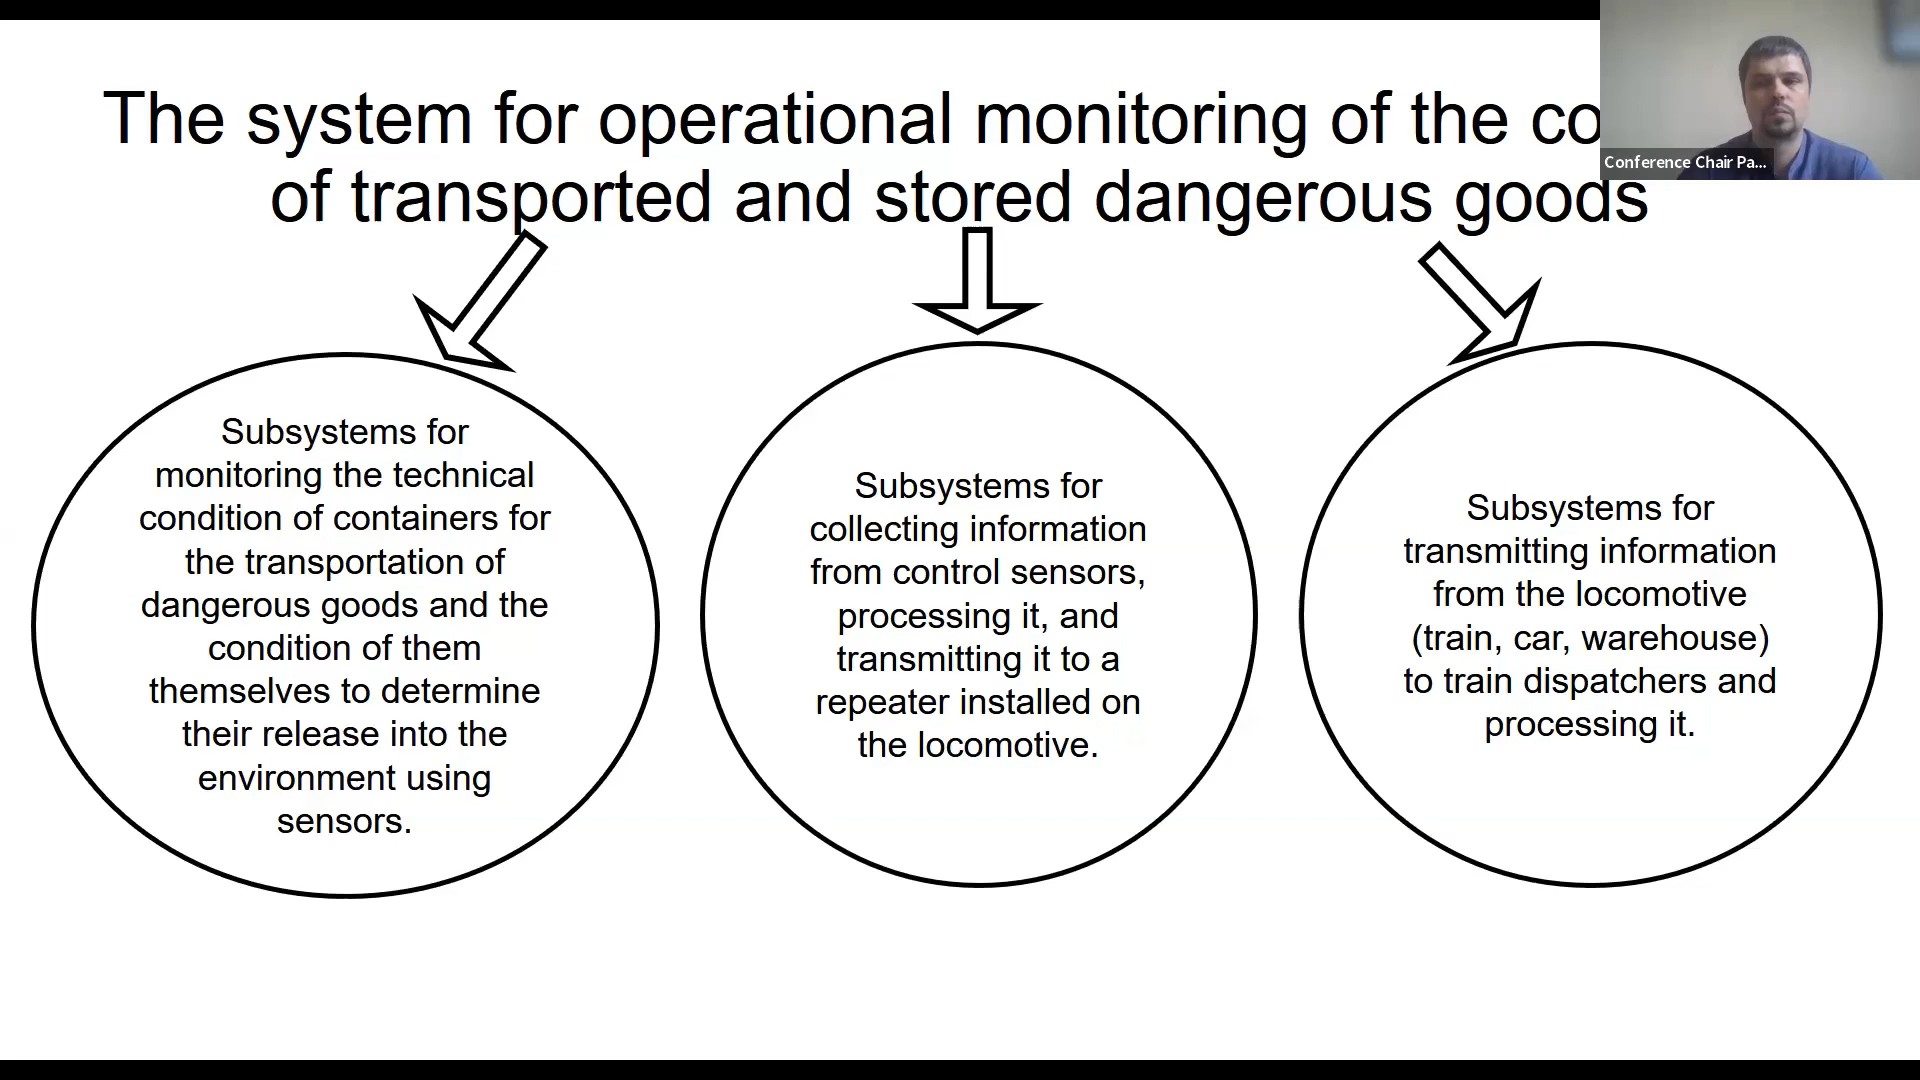 The system for operational monitoring of the
of transported and stored dangerous goods
Conference Chair Pa...
Subsystems for
monitoring the technical
condition of containers for
the transportation of
dangerous goods and the
condition of them
themselves to determine
their release into the
environment using
sensors.
Subsystems for
collecting information
from control sensors,
processing it, and
transmitting it to a
repeater installed on
the locomotive.
Subsystems for
transmitting information
from the locomotive
(train, car, warehouse)
to train dispatchers and
processing it.